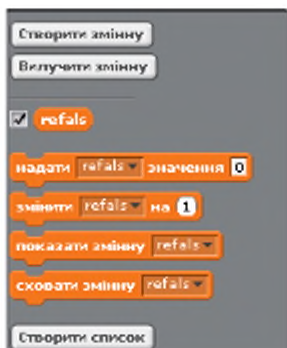 Створити змінну
Вилучити змінну
refals
надати refals значення 0
змінити refals на 1
показати змінну refals
сховати змінну refals
Створити список